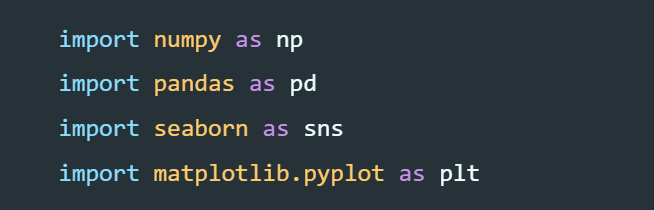 import numpy as np
import pandas as pd
import seaborn as sns
import matplotlib.pyplot as plt